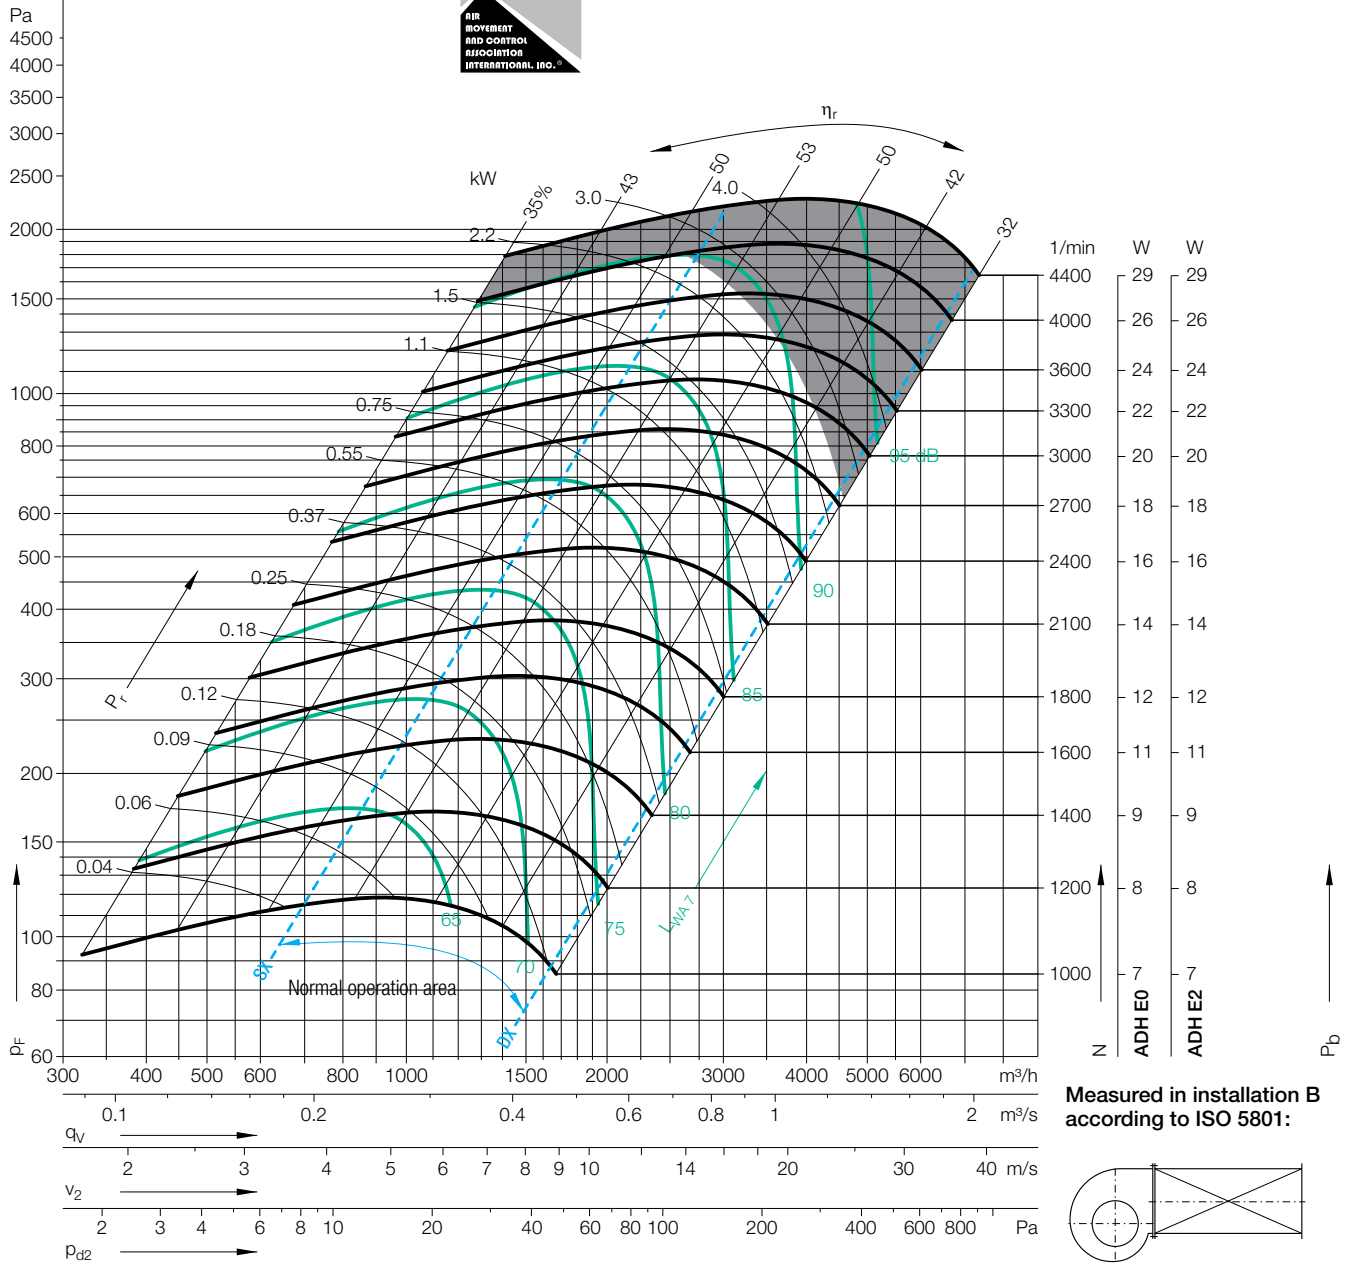 Pa
AIR
MOVEMENT
AND CONTROL
ASSOCIATION
INTERNATIONAL, INC.®
4500
4000
3500
3000
2500
2000
1500
1000
800
600
500
400
300
200
150
100
80
60
pF
ηr
kW
35%
43
50
53
50
42
32
4.0
3.0
2.2
1.5
1.1
0.75
0.55
0.37
0.25
0.18
0.12
0.09
0.06
0.04
Pr
95 dB
90
85
80
75
70
65
LWA 7
SX
DX
Normal operation area
1/min W W
4400 29 29
4000 26 26
3600 24 24
3300 22 22
3000 20 20
2700 18 18
2400 16 16
2100 14 14
1800 12 12
1600 11 11
1400 9 9
1200 8 8
1000 7 7
N
ADH E0
ADH E2
Pb
300 400 500 600 800 1000 1500 2000 3000 4000 5000 6000 m³/h
0.1 0.2 0.4 0.6 0.8 1 2 m³/s
qV
2 3 4 5 6 7 8 9 10 14 20 30 40 m/s
v2
2 3 4 6 8 10 20 40 60 80 100 200 400 600 800 Pa
pd2
Measured in installation B
according to ISO 5801: